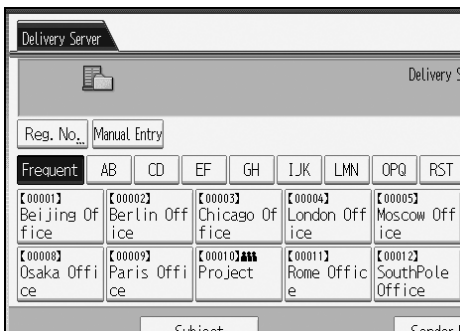 Delivery Server
Delivery S
Reg. No. Manual Entry
Frequent AB CD EF GH IJK LMN OPQ RST
【00001】 【00002】 【00003】 【00004】 【00005】
Beijing Of Berlin Off Chicago Of London Off Moscow Off
fice ice fice ice ice
【00008】 【00009】 【00010】 【00011】 【00012】
Osaka Offi Paris Offi Project Rome Offic SouthPole
ce ce e Office
Subject Sender